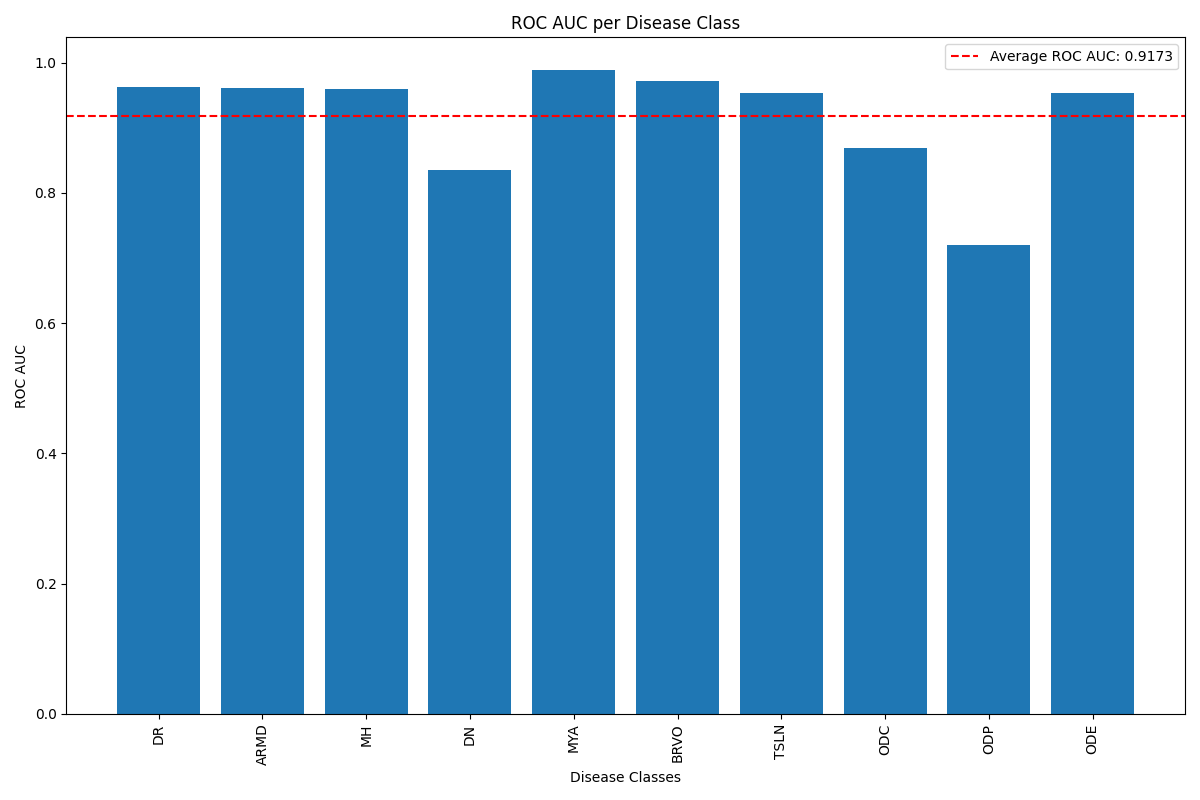 ROC AUC per Disease Class
Average ROC AUC: 0.9173
1.0
0.8
0.6
0.4
0.2
0.0
ROC AUC
DR
ARMD
MH
DN
MYA
BRVO
TSLN
ODC
ODP
ODE
Disease Classes